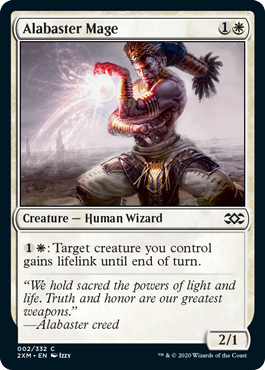 Alabaster Mage 1
Creature — Human Wizard
1 : Target creature you control
gains lifelink until end of turn.
“We hold sacred the powers of light and
life. Truth and honor are our greatest
weapons.”
—Alabaster creed
2/1
002/332 C
2XM • EN Izzy
™ & © 2020 Wizards of the Coast